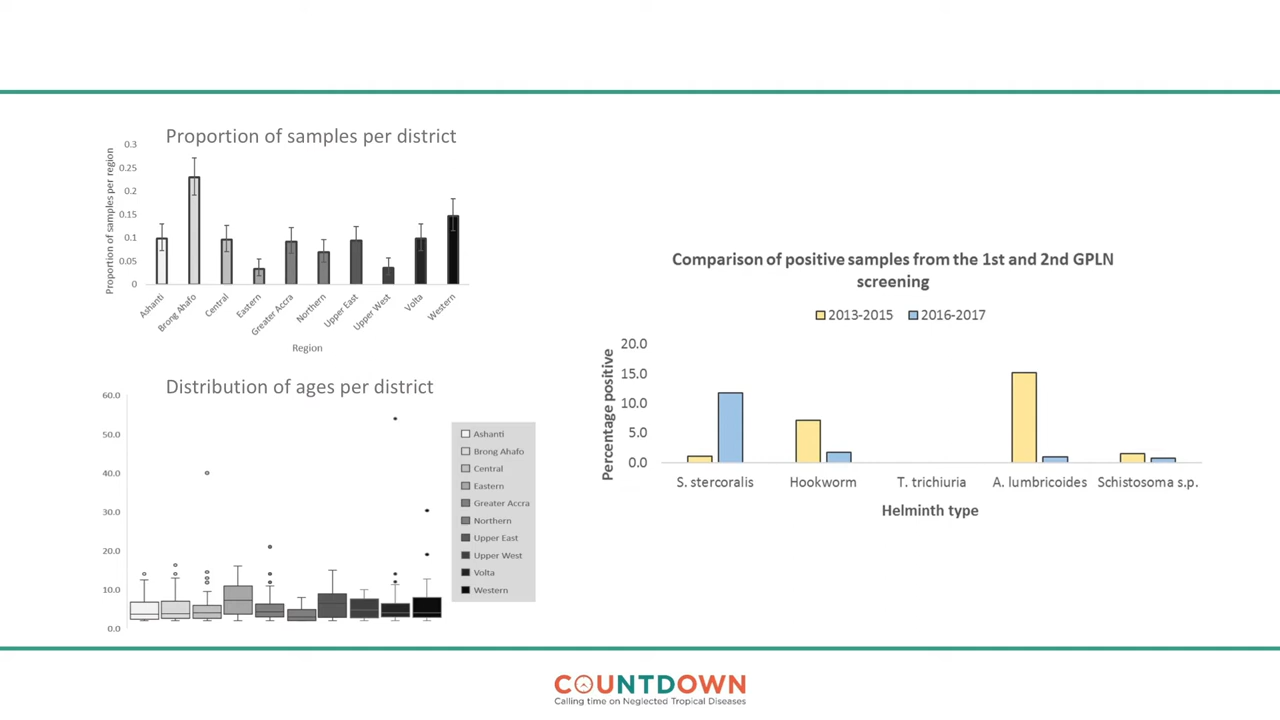 Proportion of samples per district
Proportion of samples per region
0.3
0.25
0.2
0.15
0.1
0.05
0
Ashanti
Brong Ahafo
Central
Eastern
Greater Accra
Northern
Upper East
Upper West
Volta
Western
Region
Distribution of ages per district
60.0
50.0
40.0
30.0
20.0
10.0
0.0
Ashanti
Brong Ahafo
Central
Eastern
Greater Accra
Northern
Upper East
Upper West
Volta
Western
Comparison of positive samples from the 1st and 2nd GPLN
screening
2013-2015 2016-2017
Percentage positive
20.0
15.0
10.0
5.0
0.0
S. stercoralis Hookworm T. trichiuria A. lumbricoides Schistosoma s.p.
Helminth type
COUNTDOWN
Calling time on Neglected Tropical Diseases